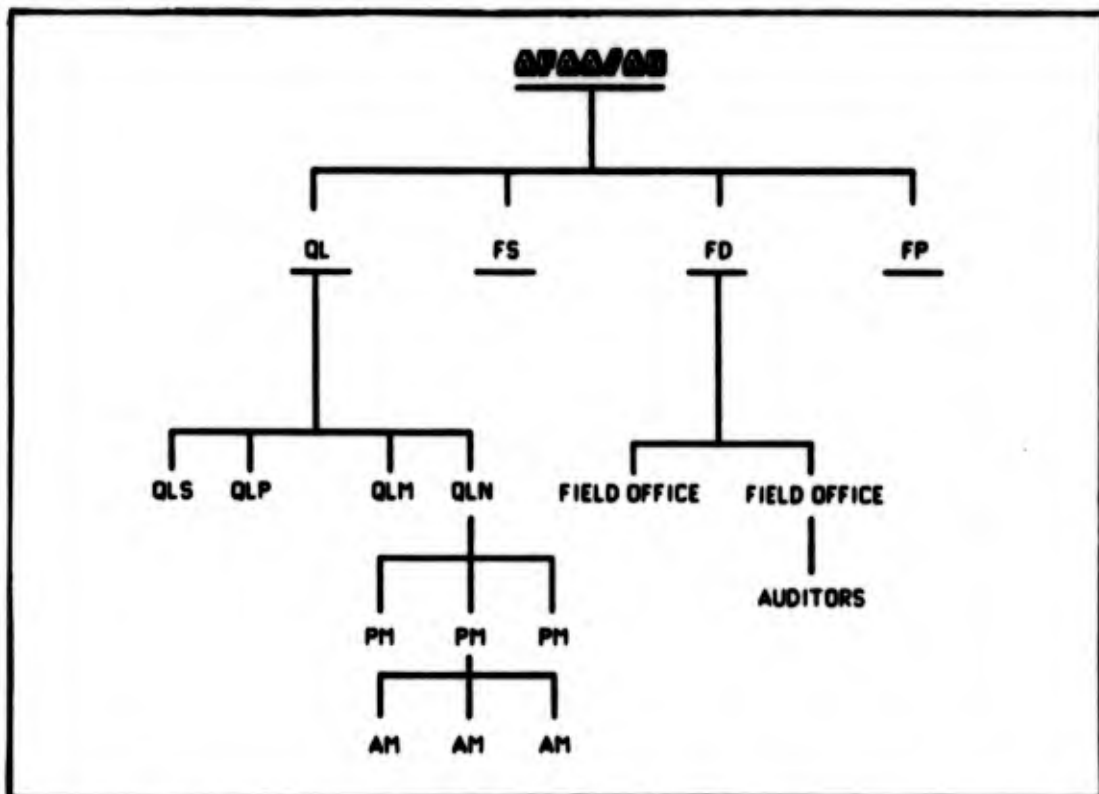 QL FS FD FP
QLS QLP QLM QLN FIELD OFFICE FIELD OFFICE
AUDITORS
PM PM PM
AM AM AM